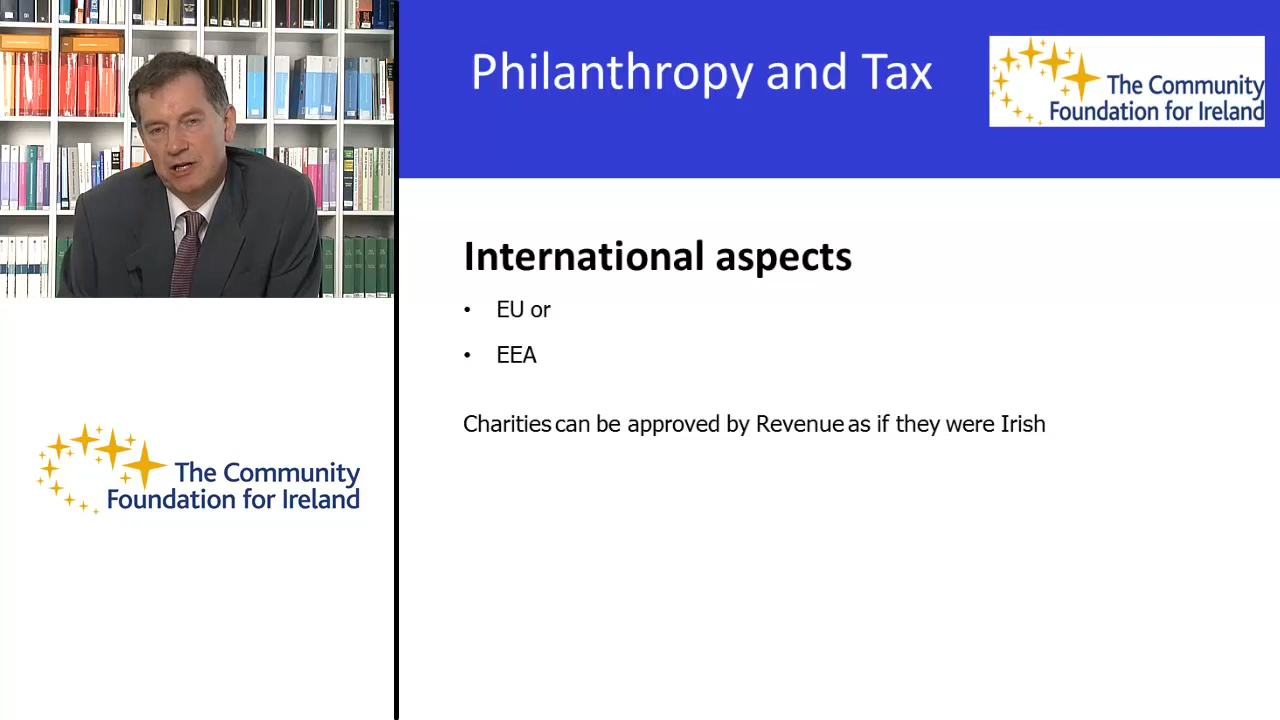 Philanthropy and Tax
The Community
Foundation for Ireland
International aspects
• EU or
• EEA
Charities can be approved by Revenue as if they were Irish
The Community
Foundation for Ireland